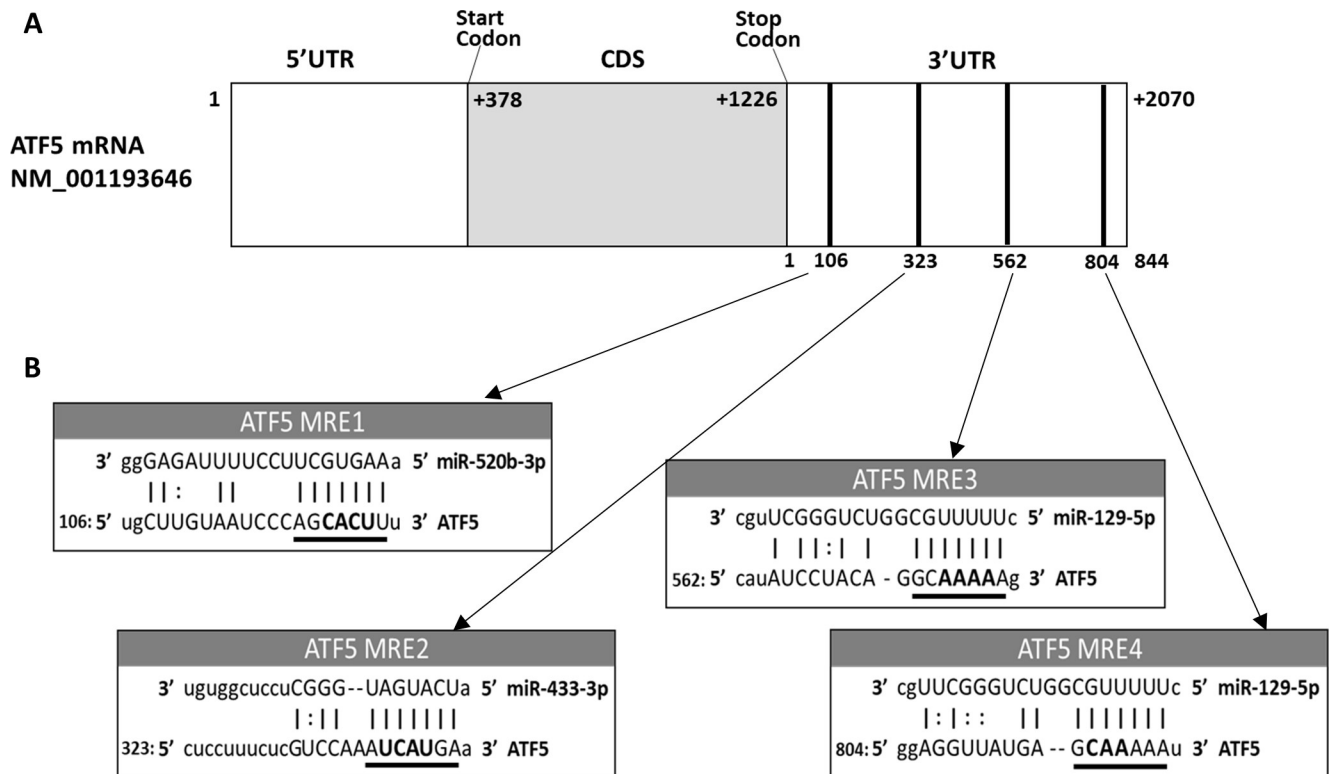 A
Start
Codon
Stop
Codon
5’UTR
CDS
3’UTR
1
+378
+1226
+2070
ATF5 mRNA
NM_001193646
1 106 323 562 804 844
B
ATF5 MRE1
3’ ggGAGAUUUUCCUUCGUGAAa 5’ miR-520b-3p
||: || |||||||
106: 5’ ugCUUGUAAUCCCAGCACUUu 3’ ATF5
ATF5 MRE3
3’ cguUCGGGUCUGGCGUUUUUc 5’ miR-129-5p
| ||:| | |||||||
562: 5’ cauAUCCUACA - GGCAAAAAg 3’ ATF5
ATF5 MRE2
3’ uguggcuccuCGGG--UAGUACUa 5’ miR-433-3p
|:|| |||||||
323: 5’ cuccuuucucGUCCAAAUCAUGAa 3’ ATF5
ATF5 MRE4
3’ cgUUCGGGUCUGGCGUUUUUc 5’ miR-129-5p
|:|:: || |||||||
804: 5’ ggAGGUUAUGA -- GCAAAAAu 3’ ATF5